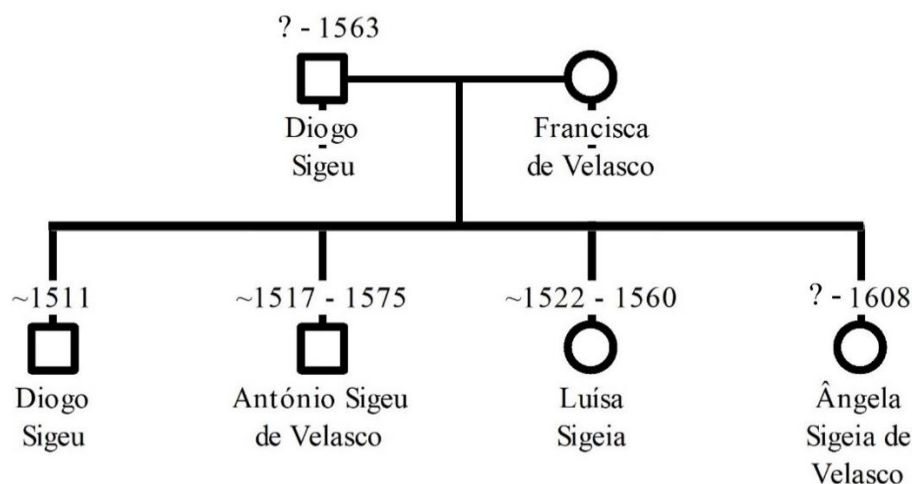 ? - 1563
Diogo
Sigeu
Francisca
de Velasco
~1511
Diogo
Sigeu
~1517 - 1575
António Sigeu
de Velasco
~1522 - 1560
Luísa
Sigeia
? - 1608
Ângela
Sigeia de
Velasco